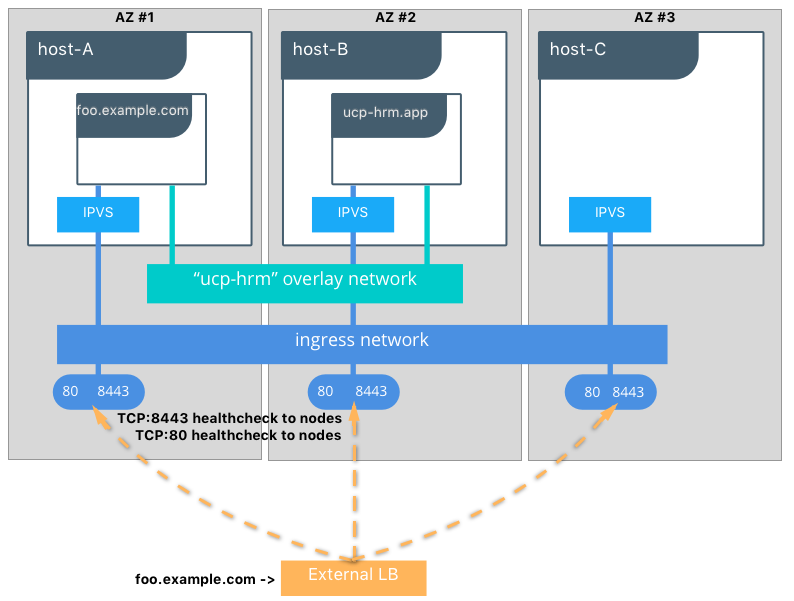 AZ #1
AZ #2
AZ #3
host-A
host-B
host-C
foo.example.com
ucp-hrm.app
IPVS
IPVS
IPVS
“ucp-hrm” overlay network
ingress network
80 8443
80 8443
80 8443
TCP:8443 healthcheck to nodes
TCP:80 healthcheck to nodes
foo.example.com ->
External LB